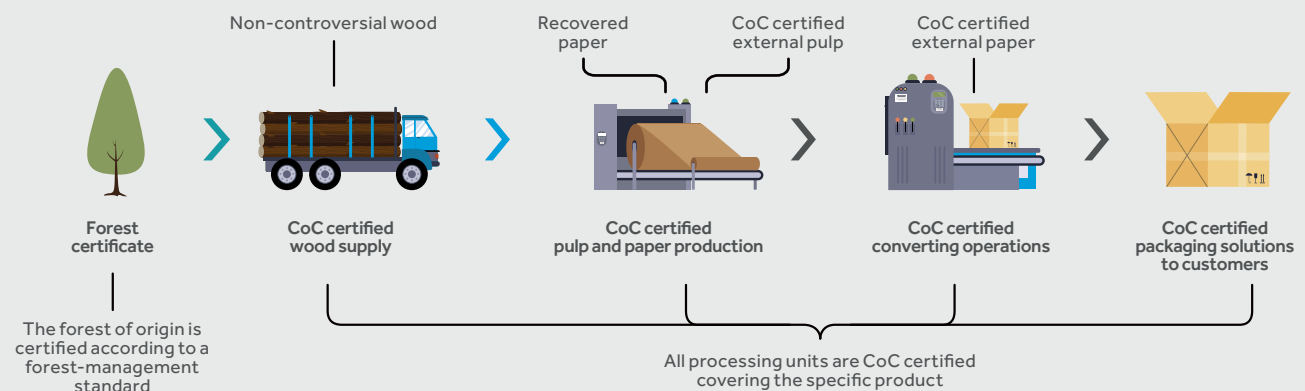 Non-controversial wood
Recovered
paper
CoC certified
external pulp
CoC certified
external paper
Forest
certificate
CoC certified
wood supply
CoC certified
pulp and paper production
CoC certified
converting operations
CoC certified
packaging solutions
to customers
The forest of origin is
certified according to a
forest-management
standard
All processing units are CoC certified
covering the specific product